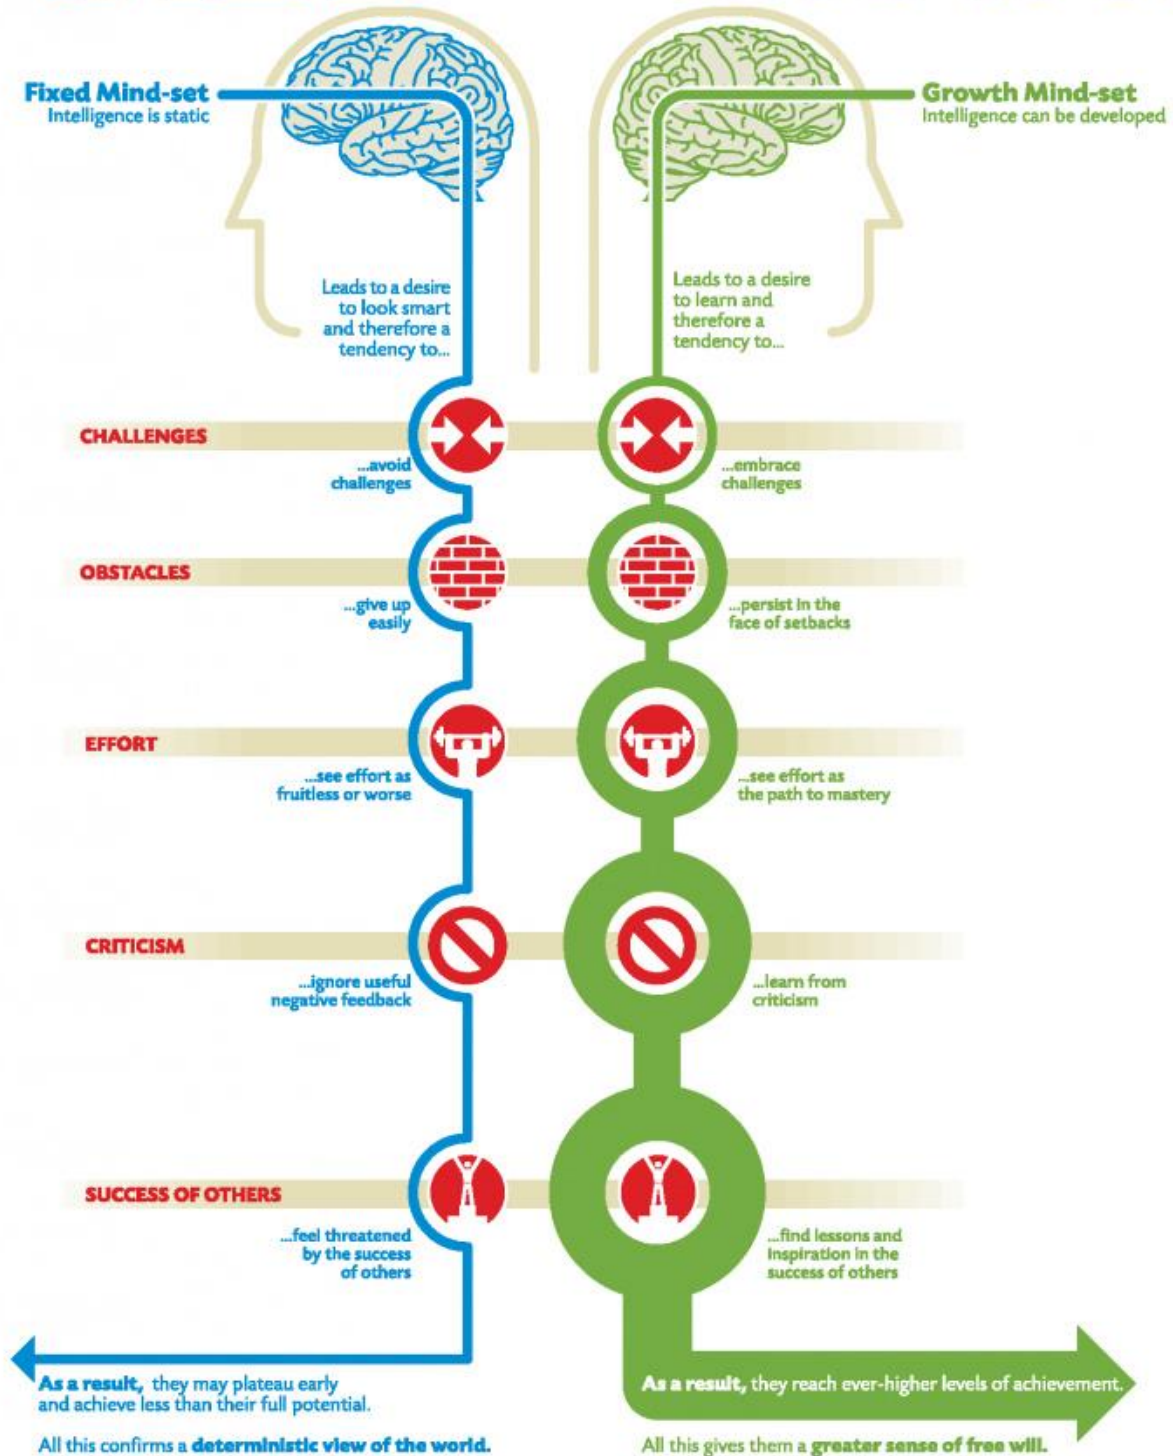 Fixed Mind-set
Intelligence is static
Growth Mind-set
Intelligence can be developed
Leads to a desire
to look smart
and therefore a
tendency to...
Leads to a desire
to learn and
therefore a
tendency to...
CHALLENGES
...avoid
challenges
...embrace
challenges
OBSTACLES
...give up
easily
...persist in the
face of setbacks
EFFORT
...see effort as
fruitless or worse
...see effort as
the path to mastery
CRITICISM
...ignore useful
negative feedback
...learn from
criticism
SUCCESS OF OTHERS
...feel threatened
by the success
of others
...find lessons and
inspiration in the
success of others
As a result, they may plateau early
and achieve less than their full potential.
All this confirms a deterministic view of the world.
As a result, they reach ever-higher levels of achievement.
All this gives them a greater sense of free will.